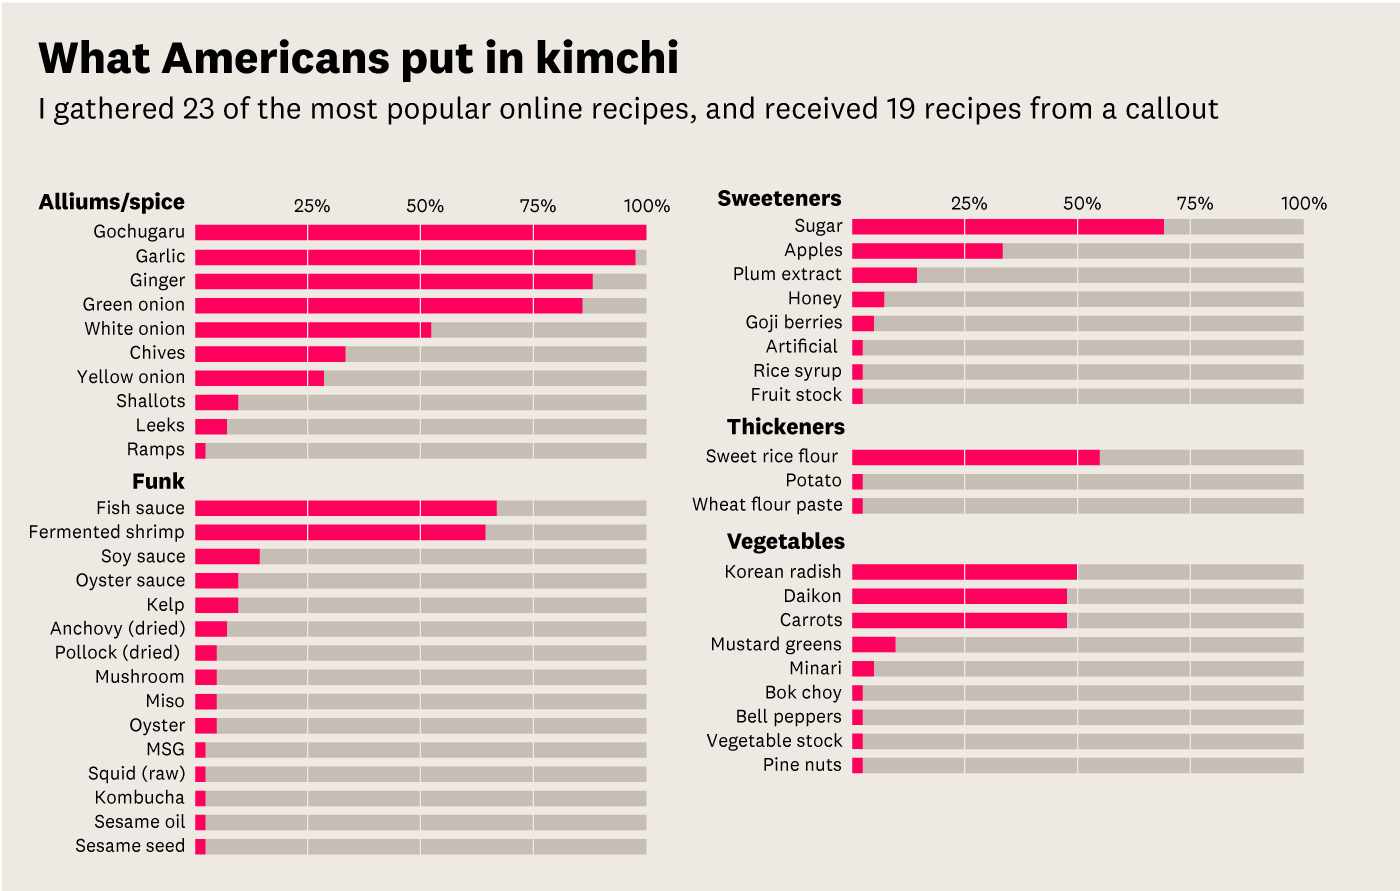 What Americans put in kimchi
I gathered 23 of the most popular online recipes, and received 19 recipes from a callout
Alliums/spice
25% 50% 75% 100%
Gochugaru
Garlic
Ginger
Green onion
White onion
Chives
Yellow onion
Shallots
Leeks
Ramps
Funk
Fish sauce
Fermented shrimp
Soy sauce
Oyster sauce
Kelp
Anchovy (dried)
Pollock (dried)
Mushroom
Miso
Oyster
MSG
Squid (raw)
Kombucha
Sesame oil
Sesame seed
Sweeteners
25% 50% 75% 100%
Sugar
Apples
Plum extract
Honey
Goji berries
Artificial
Rice syrup
Fruit stock
Thickeners
Sweet rice flour
Potato
Wheat flour paste
Vegetables
Korean radish
Daikon
Carrots
Mustard greens
Minari
Bok choy
Bell peppers
Vegetable stock
Pine nuts